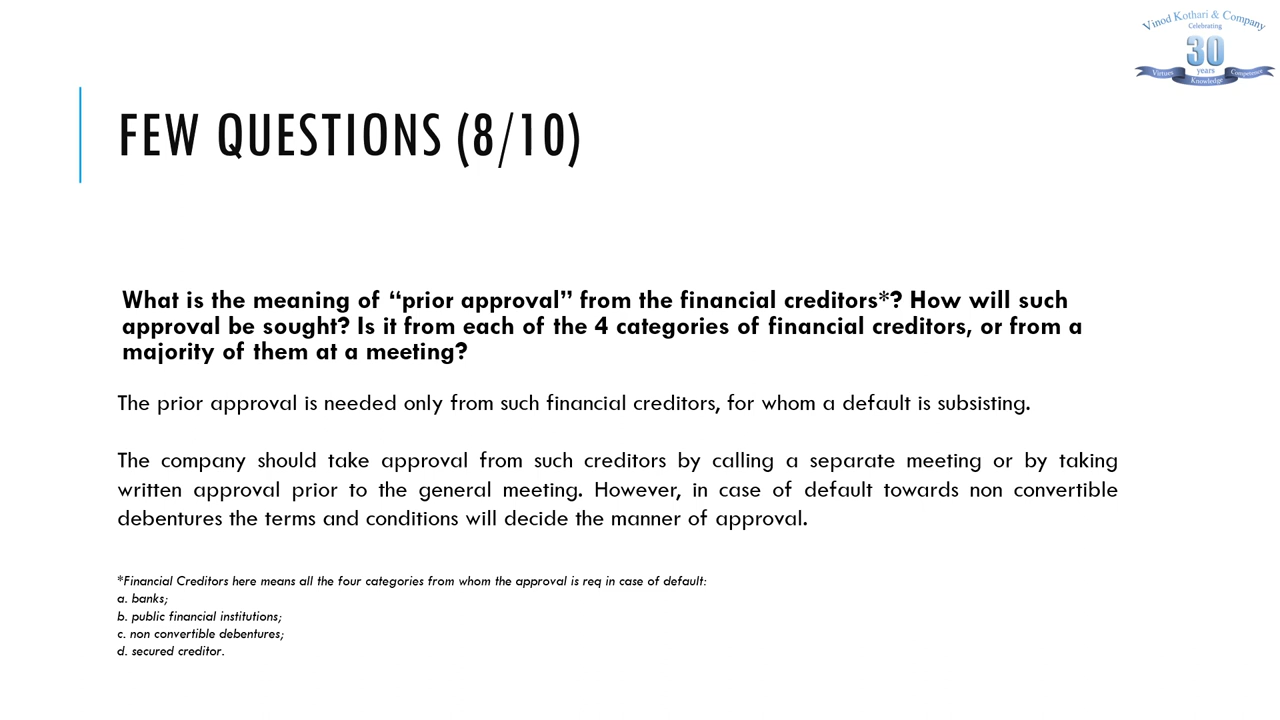 Vinod Kothari & Company
Celebrating
30
years
Virtues
Knowledge
Competence
FEW QUESTIONS (8/10)
What is the meaning of “prior approval” from the financial creditors*? How will such
approval be sought? Is it from each of the 4 categories of financial creditors, or from a
majority of them at a meeting?
The prior approval is needed only from such financial creditors, for whom a default is subsisting.
The company should take approval from such creditors by calling a separate meeting or by taking
written approval prior to the general meeting. However, in case of default towards non convertible
debentures the terms and conditions will decide the manner of approval.
*Financial Creditors here means all the four categories from whom the approval is req in case of default:
a. banks;
b. public financial institutions;
c. non convertible debentures;
d. secured creditor.